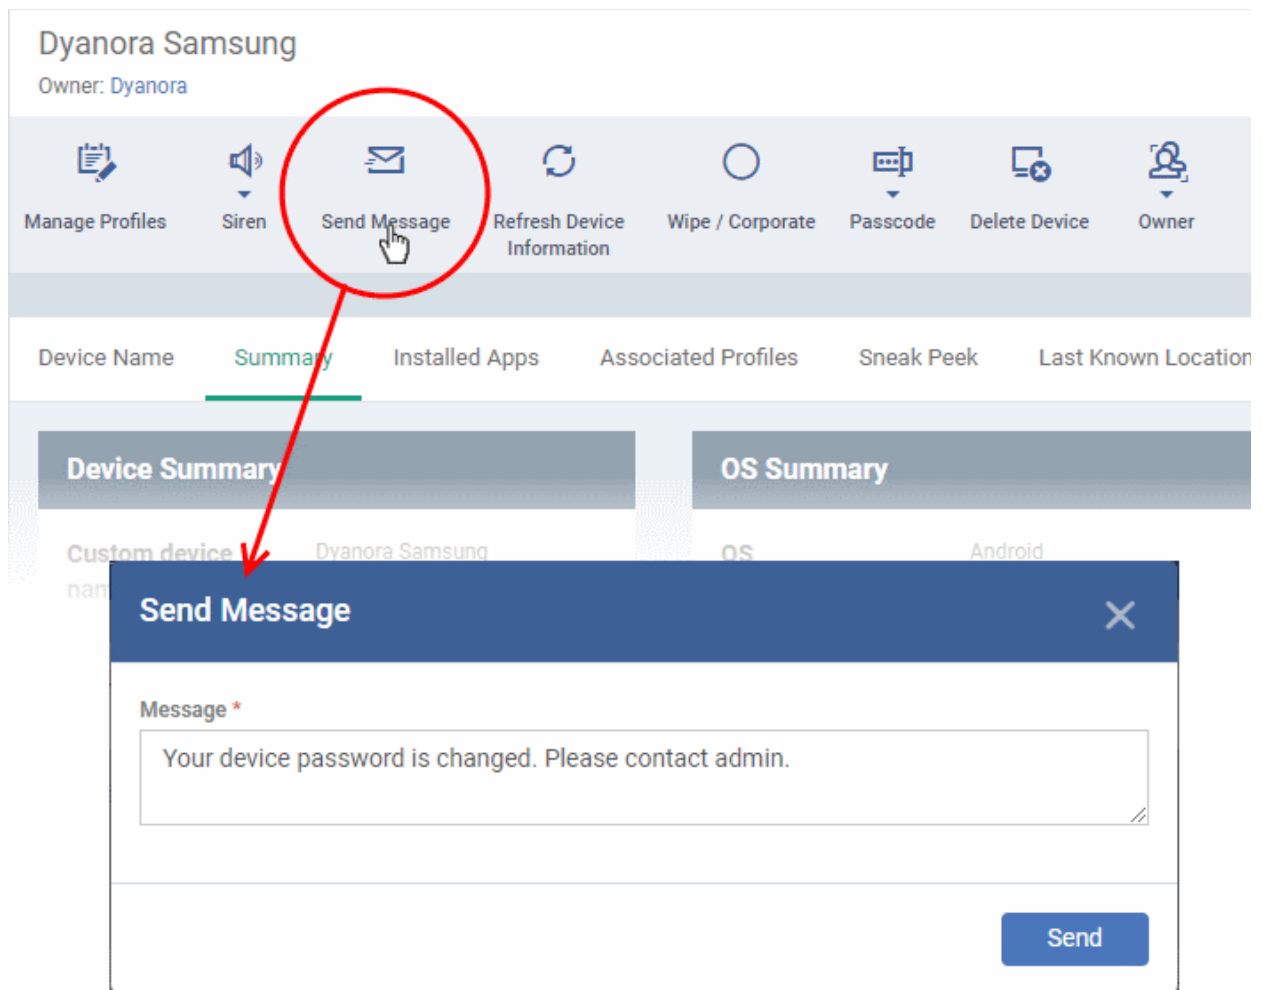 Dyanora Samsung
Owner: Dyanora
Manage Profiles
Siren
Send Message
Refresh Device
Information
Wipe / Corporate
Passcode
Delete Device
Owner
Device Name
Summary
Installed Apps
Associated Profiles
Sneak Peek
Last Known Location
Device Summary
OS Summary
Custom device
Dyanora Samsung
OS
Android
Send Message
Message *
Your device password is changed. Please contact admin.
Send